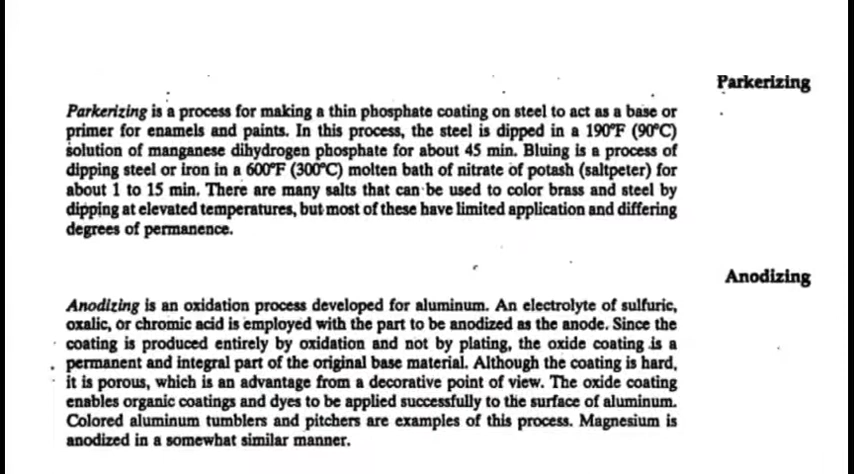 Parkerizing
Parkerizing is a process for making a thin phosphate coating on steel to act as a base or
primer for enamels and paints. In this process, the steel is dipped in a 190°F (90°C)
solution of manganese dihydrogen phosphate for about 45 min. Bluing is a process of
dipping steel or iron in a 600°F (300°C) molten bath of nitrate of potash (saltpeter) for
about 1 to 15 min. There are many salts that can be used to color brass and steel by
dipping at elevated temperatures, but most of these have limited application and differing
degrees of permanence.
Anodizing
Anodizing is an oxidation process developed for aluminum. An electrolyte of sulfuric,
oxalic, or chromic acid is employed with the part to be anodized as the anode. Since the
coating is produced entirely by oxidation and not by plating, the oxide coating is a
permanent and integral part of the original base material. Although the coating is hard,
it is porous, which is an advantage from a decorative point of view. The oxide coating
enables organic coatings and dyes to be applied successfully to the surface of aluminum.
Colored aluminum tumblers and pitchers are examples of this process. Magnesium is
anodized in a somewhat similar manner.